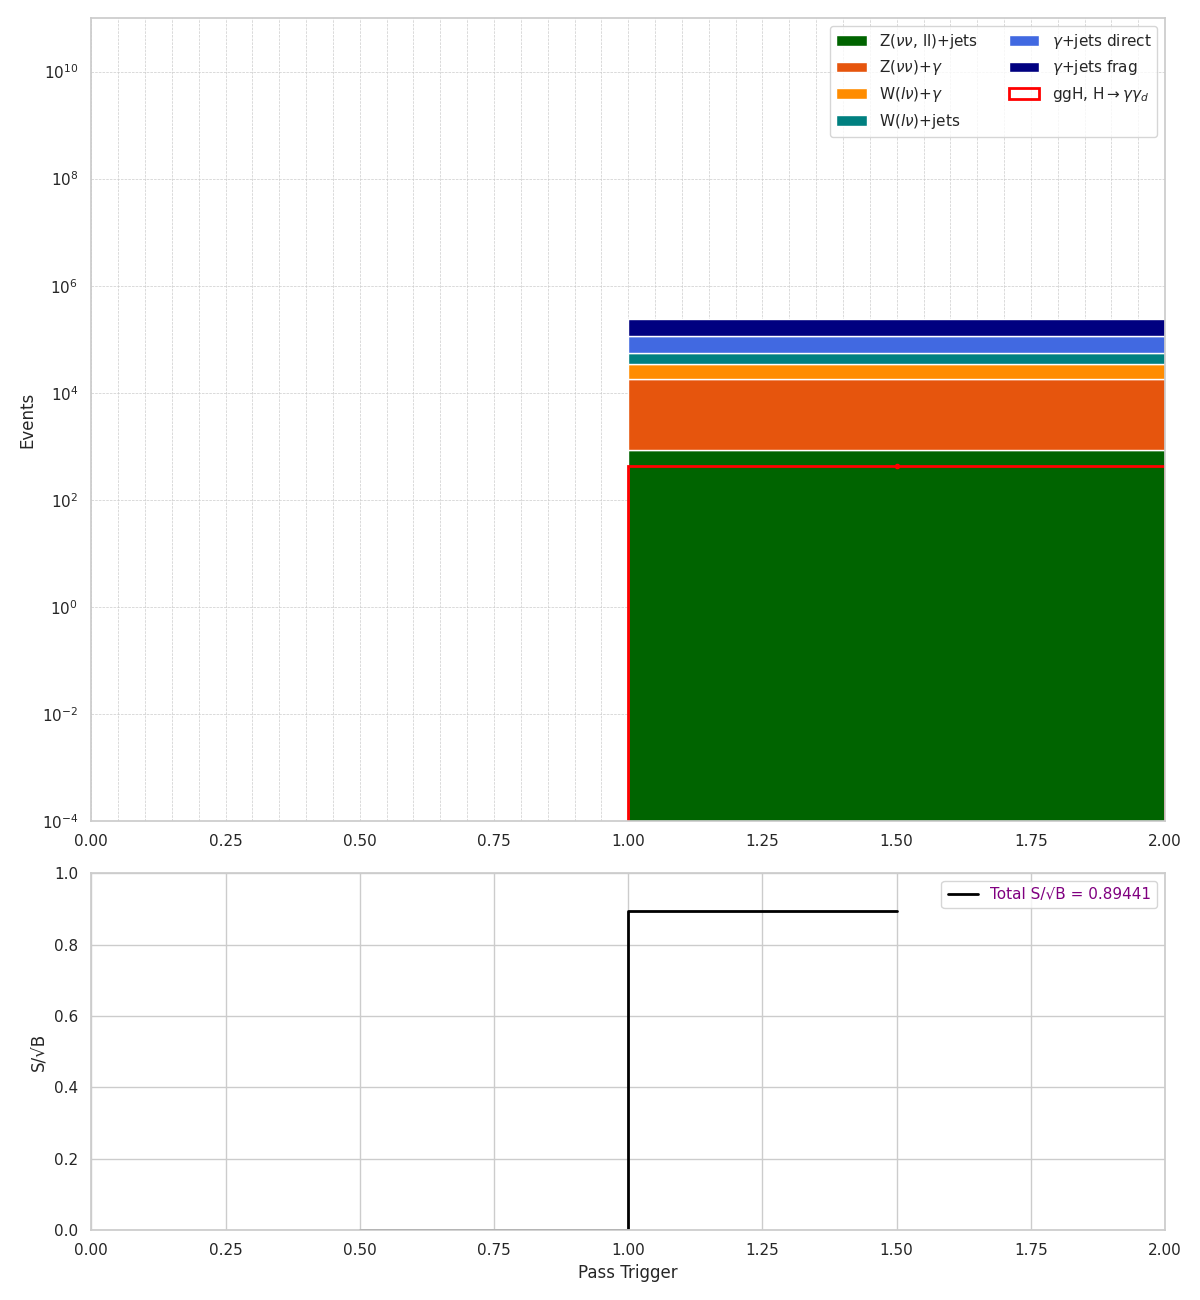 Z(νν, ll)+jets
Z(νν)+γ
W(lν)+γ
W(lν)+jets
γ+jets direct
γ+jets frag
ggH, H→γγ_d
Events
10^10
10^8
10^6
10^4
10^2
10^0
10^−2
10^−4
0.00 0.25 0.50 0.75 1.00 1.25 1.50 1.75 2.00
Total S/√B = 0.89441
S/√B
1.0
0.8
0.6
0.4
0.2
0.0
0.00 0.25 0.50 0.75 1.00 1.25 1.50 1.75 2.00
Pass Trigger